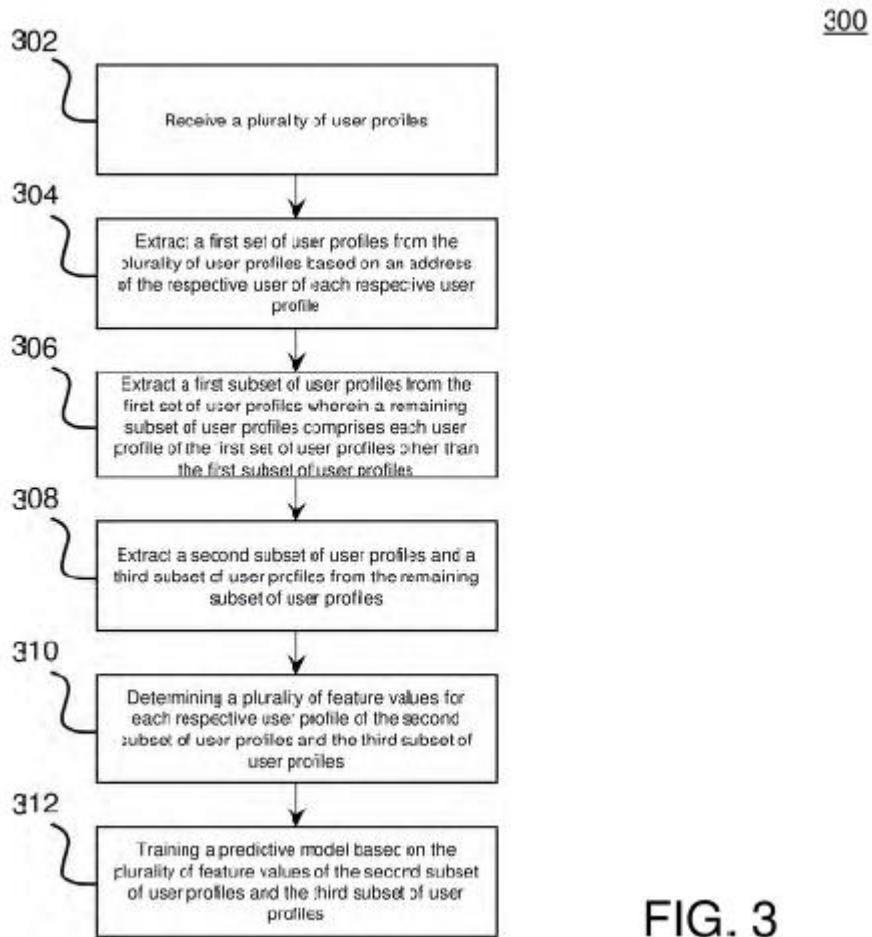 300
302
Receive a plurality of user profiles
304
Extract a first set of user profiles from the
plurality of user profiles based on an address
of the respective user of each respective user
profile
306
Extract a first subset of user profiles from the
first set of user profiles wherein a remaining
subset of user profiles comprises each user
profile of the first set of user profiles other than
the first subset of user profiles
308
Extract a second subset of user profiles and a
third subset of user profiles from the remaining
subset of user profiles
310
Determining a plurality of feature values for
each respective user profile of the second
subset of user profiles and the third subset of
user profiles
312
Training a predictive model based on the
plurality of feature values of the second subset
of user profiles and the third subset of user
profiles
FIG. 3